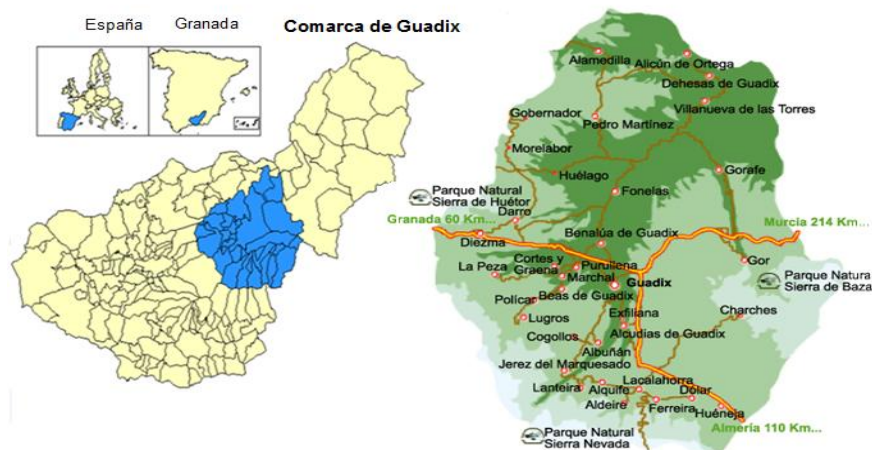 España
Granada
Comarca de Guadix
Alamedilla
Alicún de Ortega
Dehesas de Guadix
Villanueva de las Torres
Gobernador
Pedro Martínez
Morelabor
Huélago
Gorafe
Fonelas
Parque Natural
Sierra de Huétor
Darro
Granada 60 Km...
Murcia 214 Km...
Diezma
Benalúa de Guadix
Cortes y
Graena
Purullena
Gor
La Peza
Marchal
Guadix
Parque Natura
Sierra de Baza
Polícar
Beas de Guadix
Lugros
Exfiliana
Charches
Cogollos
Alcudias de Guadix
Albuñán
Jerez del Marquesado
Lanteira
Alquife
Lacalahorra
Dólar
Aldeire
Ferreira
Huéneja
Almería 110 Km...
Parque Natural
Sierra Nevada